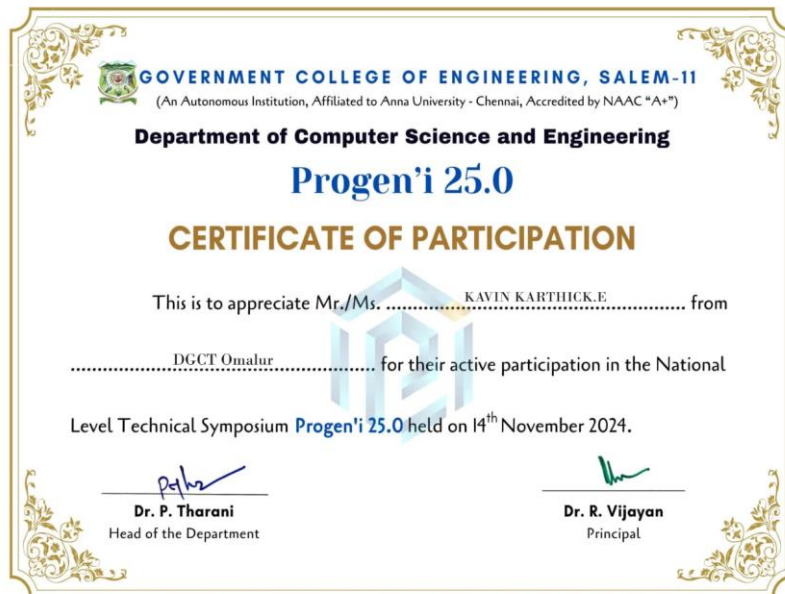 GOVERNMENT COLLEGE OF ENGINEERING, SALEM-11
(An Autonomous Institution, Affiliated to Anna University - Chennai, Accredited by NAAC “A+”)
Department of Computer Science and Engineering
Progen’i 25.0
CERTIFICATE OF PARTICIPATION
This is to appreciate Mr./Ms. KAVIN KARTHICK.E from
DGCT Omalur for their active participation in the National
Level Technical Symposium Progen'i 25.0 held on 14th November 2024.
Dr. P. Tharani
Head of the Department
Dr. R. Vijayan
Principal